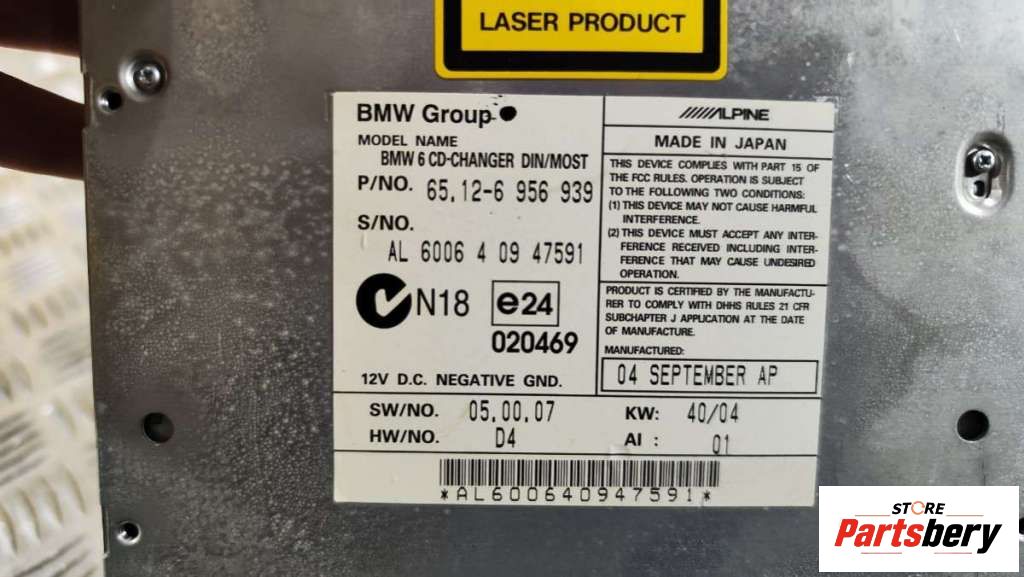 LASER PRODUCT
BMW Group
MODEL NAME
BMW 6 CD-CHANGER DIN/MOST
P/NO. 65.12-6 956 939
S/NO.
AL 6006 4 09 47591
N18 e24
020469
12V D.C. NEGATIVE GND.
ALPINE
MADE IN JAPAN
THIS DEVICE COMPLIES WITH PART 15 OF
THE FCC RULES. OPERATION IS SUBJECT
TO THE FOLLOWING TWO CONDITIONS:
(1) THIS DEVICE MAY NOT CAUSE HARMFUL
INTERFERENCE.
(2) THIS DEVICE MUST ACCEPT ANY INTER-
FERENCE RECEIVED INCLUDING INTER-
FERENCE THAT MAY CAUSE UNDESIRED
OPERATION.
PRODUCT IS CERTIFIED BY THE MANUFACTU-
RER TO COMPLY WITH DHHS RULES 21 CFR
SUBCHAPTER J APPLICATION AT THE DATE
OF MANUFACTURE.
MANUFACTURED:
04 SEPTEMBER AP
SW/NO. 05.00.07 KW: 40/04
HW/NO. D4 AI : 01
*AL600640947591*
STORE
Partsbery